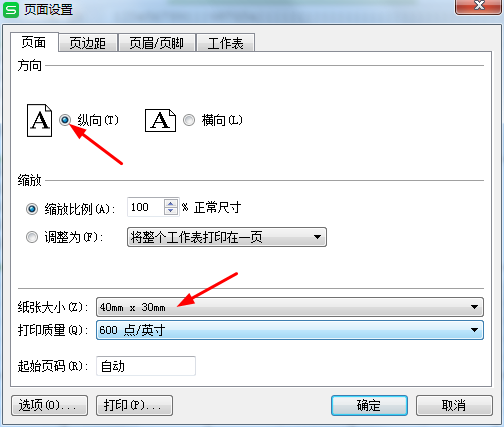 S 页面设置
页面 页边距 页眉/页脚 工作表
方向
A 纵向(T) A 横向(L)
缩放
缩放比例(A): 100 % 正常尺寸
调整为(F): 将整个工作表打印在一页
纸张大小(Z): 40mm x 30mm
打印质量(Q): 600 点/英寸
起始页码(R): 自动
选项(O)... 打印(P)... 确定 取消